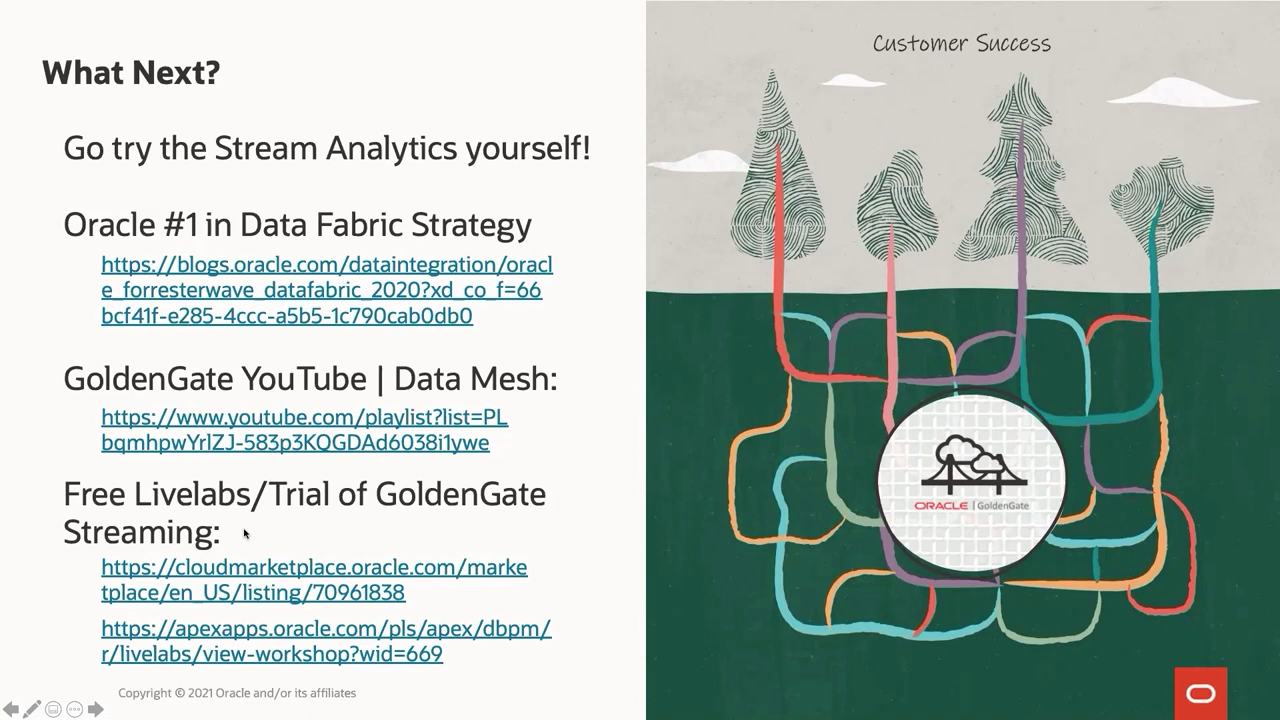 What Next?
Go try the Stream Analytics yourself!
Oracle #1 in Data Fabric Strategy
https://blogs.oracle.com/dataintegration/oracl
e_forresterwave_datafabric_2020?xd_co_f=66
bcf41f-e285-4ccc-a5b5-1c790cab0db0
GoldenGate YouTube | Data Mesh:
https://www.youtube.com/playlist?list=PL
bqmhpwYrlZJ-583p3KQGDAd6038i1ywe
Free Livelabs/Trial of GoldenGate
Streaming:
https://cloudmarketplace.oracle.com/marke
tplace/en_US/listing/70961838
https://apexapps.oracle.com/pls/apex/dbpm/
r/livelabs/view-workshop?wid=669
Copyright © 2021 Oracle and/or its affiliates
Customer Success
ORACLE | GoldenGate